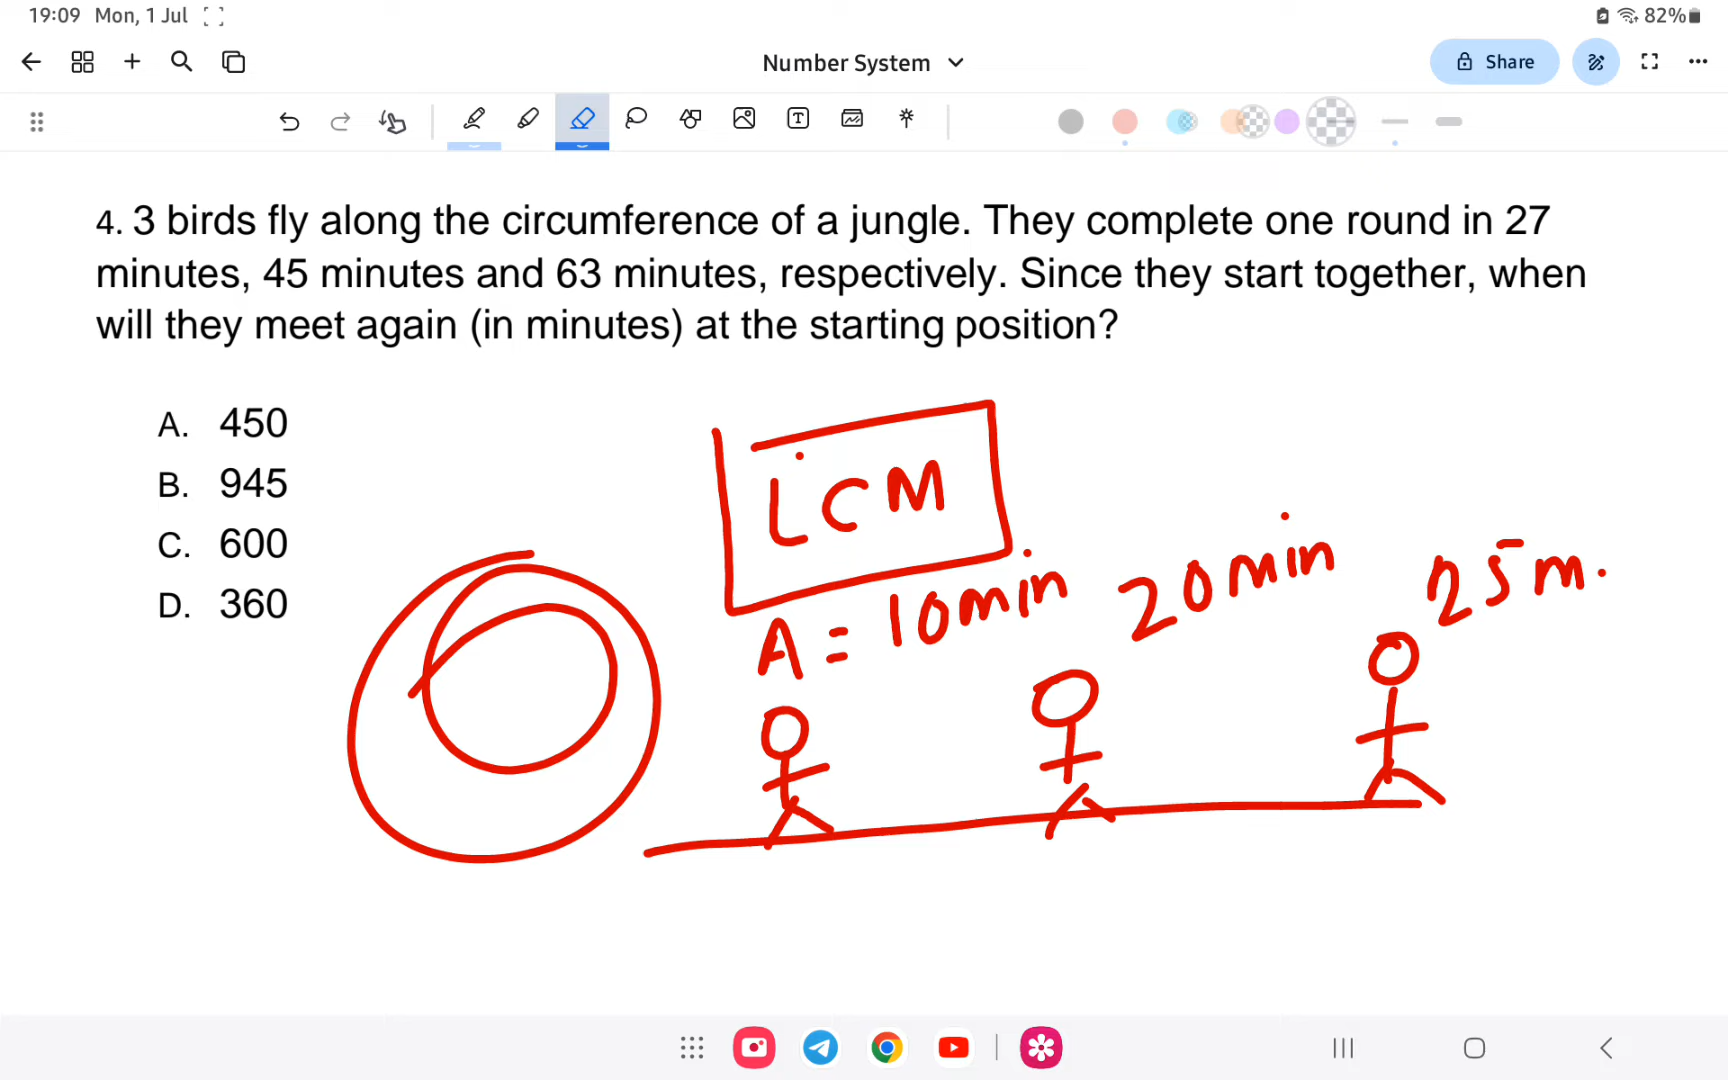 19:09 Mon, 1 Jul 82%
Number System
Share
4. 3 birds fly along the circumference of a jungle. They complete one round in 27
minutes, 45 minutes and 63 minutes, respectively. Since they start together, when
will they meet again (in minutes) at the starting position?
A. 450
B. 945
C. 600
D. 360
LCM
A = 10min 20min 25m.